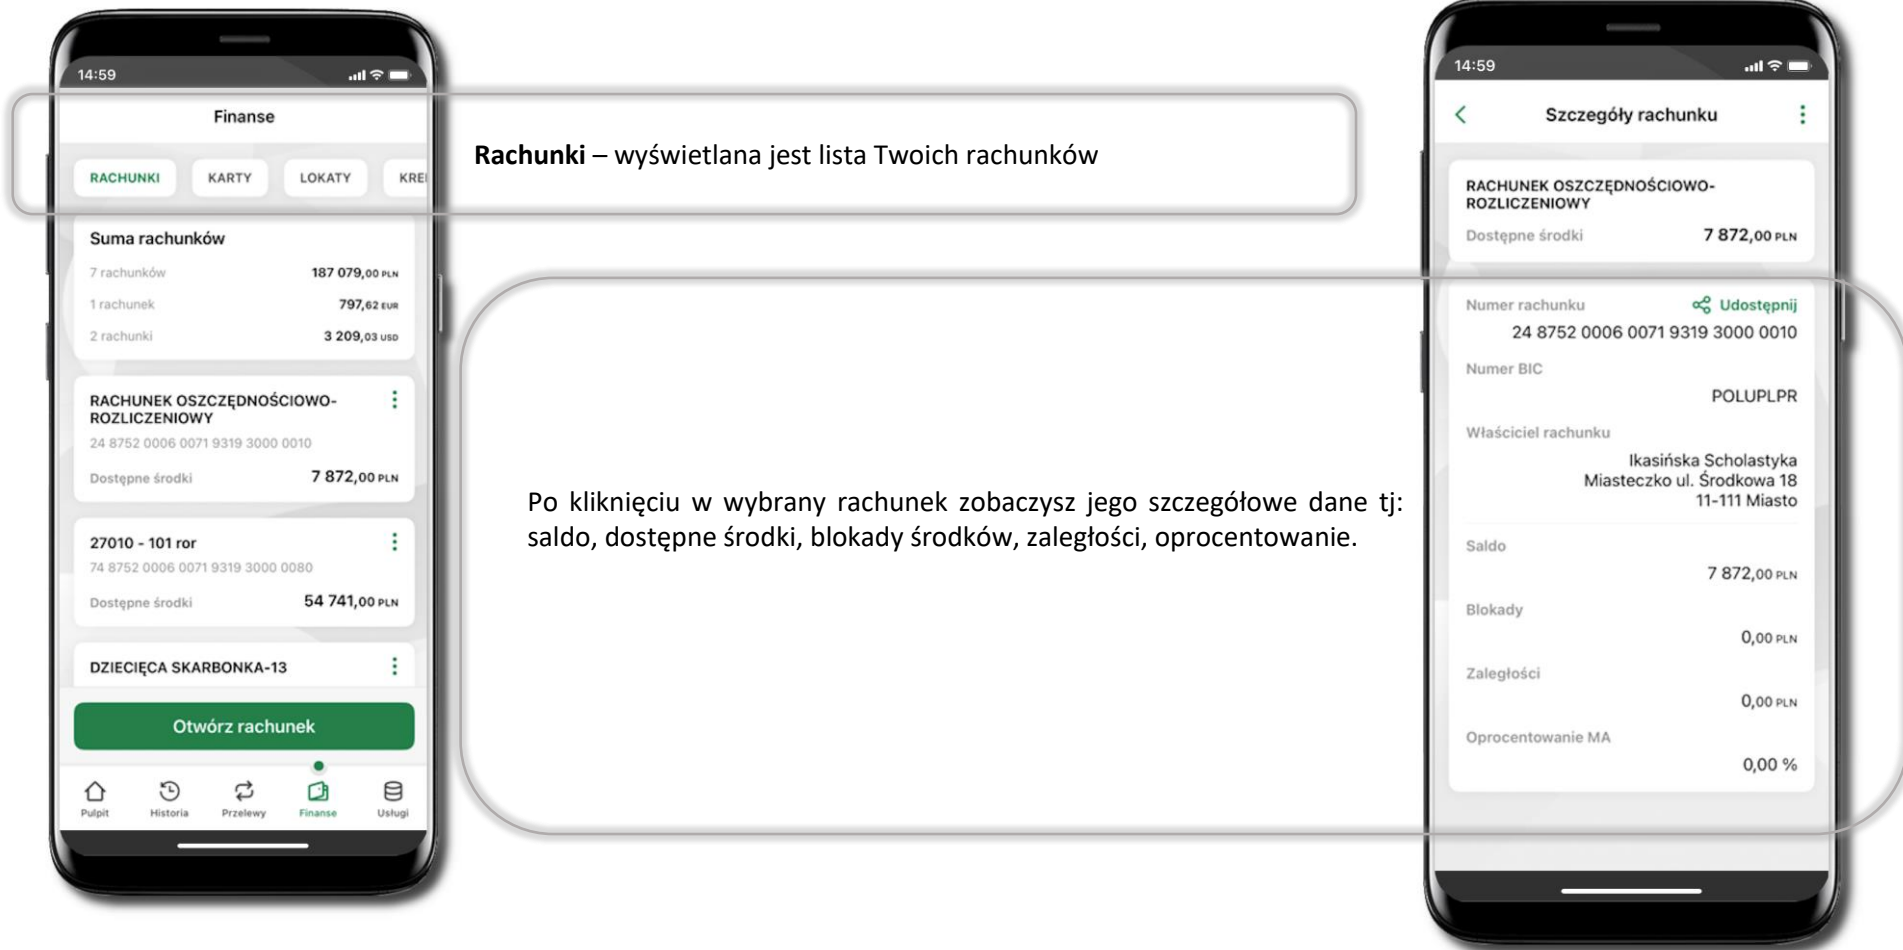 14:59
Finanse
RACHUNKI KARTY LOKATY KRE
Suma rachunków
7 rachunków 187 079,00 PLN
1 rachunek 797,62 EUR
2 rachunki 3 209,03 USD
RACHUNEK OSZCZĘDNOŚCIOWO-
ROZLICZENIOWY
24 8752 0006 0071 9319 3000 0010
Dostępne środki 7 872,00 PLN
27010 - 101 ror
74 8752 0006 0071 9319 3000 0080
Dostępne środki 54 741,00 PLN
DZIECIĘCA SKARBONKA-13
Otwórz rachunek
Pulpit Historia Przelewy Finanse Usługi
Rachunki – wyświetlana jest lista Twoich rachunków
Po kliknięciu w wybrany rachunek zobaczysz jego szczegółowe dane tj:
saldo, dostępne środki, blokady środków, zaległości, oprocentowanie.
14:59
Szczegóły rachunku
RACHUNEK OSZCZĘDNOŚCIOWO-
ROZLICZENIOWY
Dostępne środki 7 872,00 PLN
Numer rachunku Udostępnij
24 8752 0006 0071 9319 3000 0010
Numer BIC
POLUPLPR
Właściciel rachunku
Ikasińska Scholastyka
Miasteczko ul. Środkowa 18
11-111 Miasto
Saldo
7 872,00 PLN
Blokady
0,00 PLN
Zaległości
0,00 PLN
Oprocentowanie MA
0,00 %